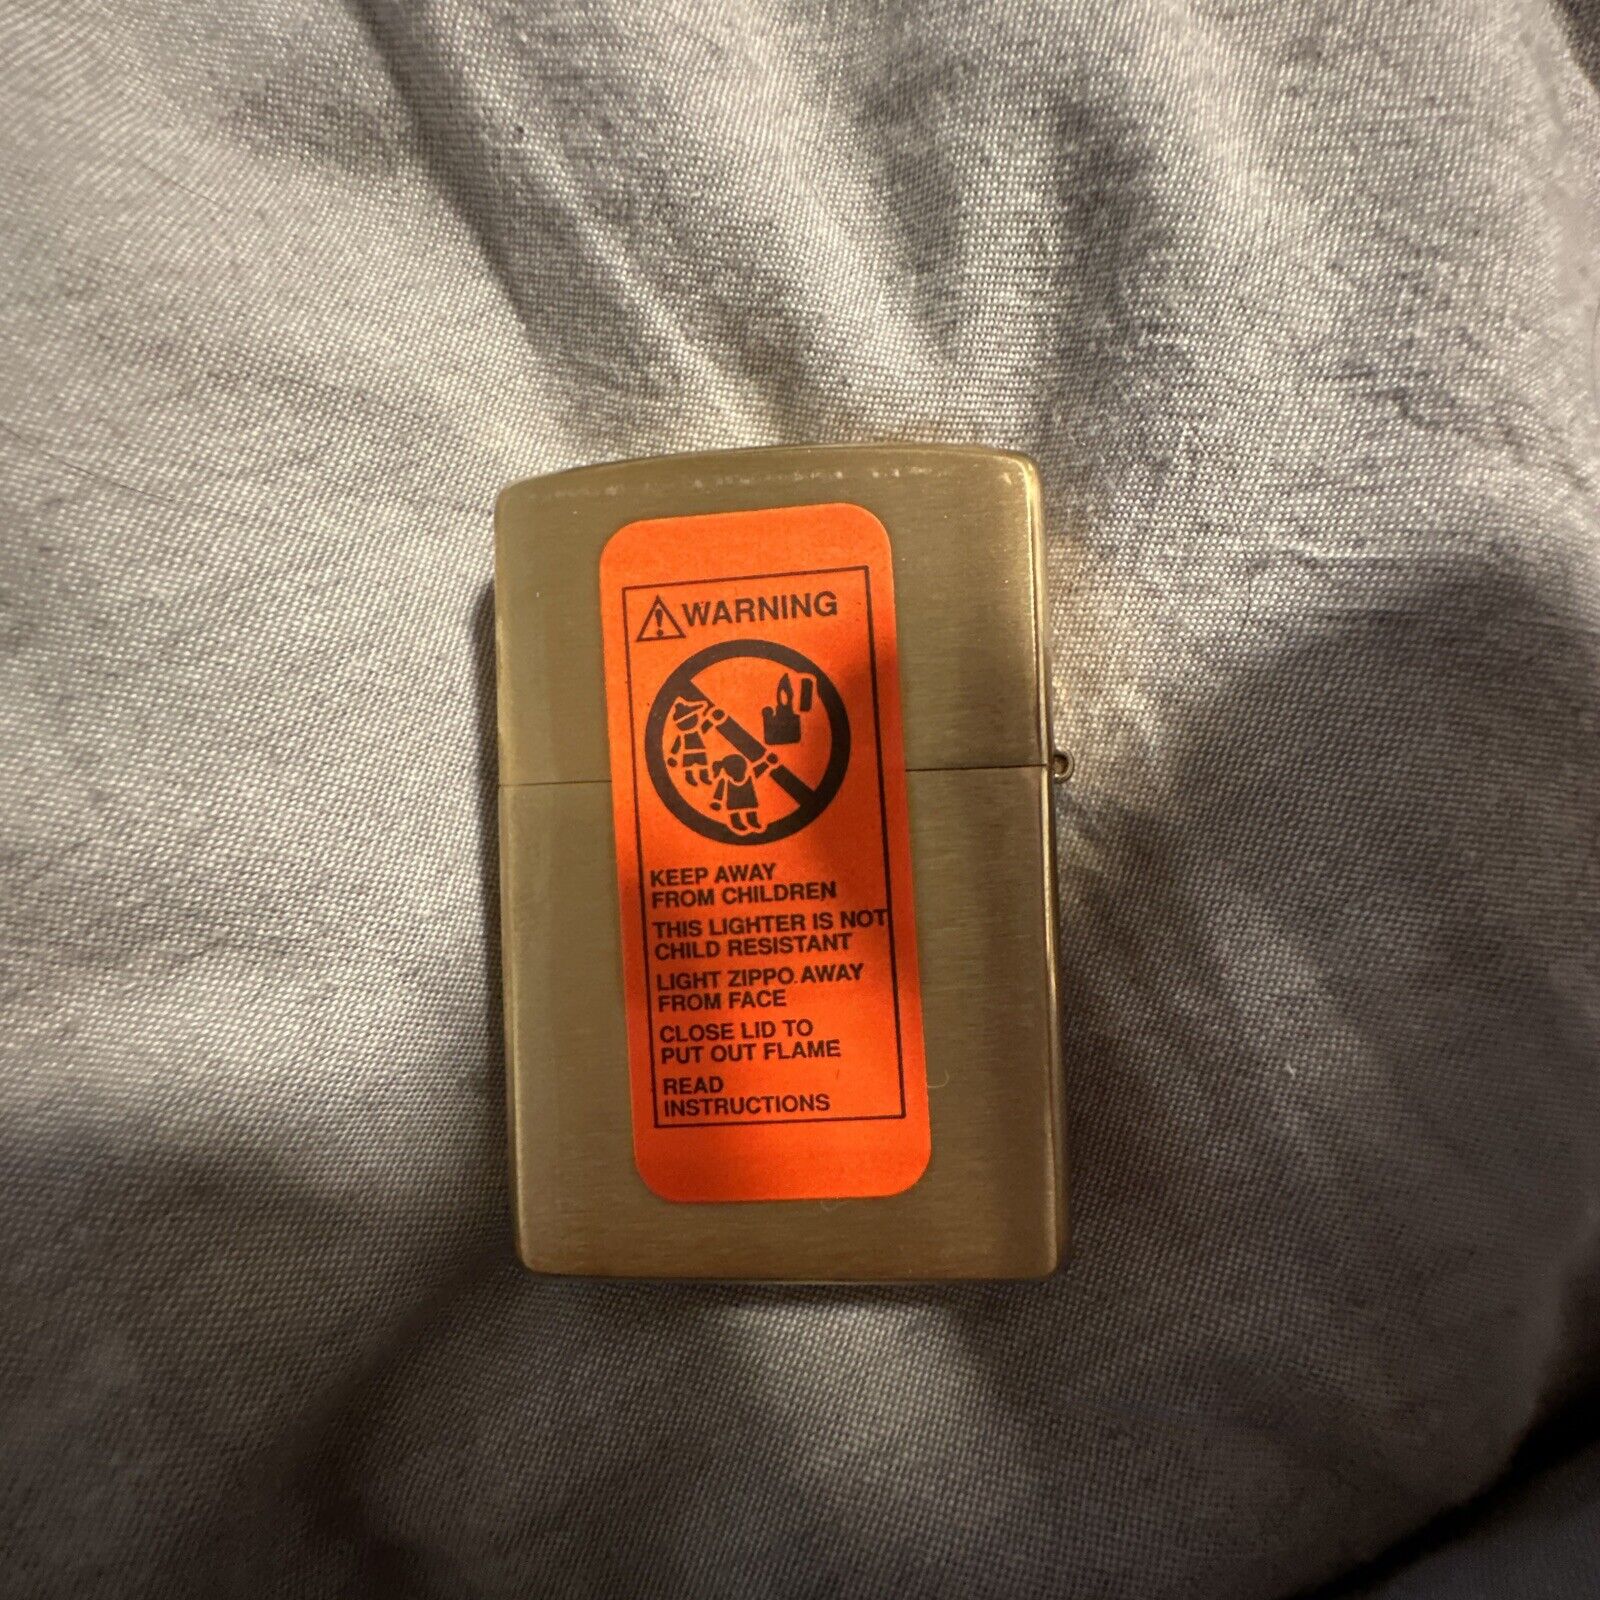 WARNING
KEEP AWAY
FROM CHILDREN
THIS LIGHTER IS NOT
CHILD RESISTANT
LIGHT ZIPPO AWAY
FROM FACE
CLOSE LID TO
PUT OUT FLAME
READ
INSTRUCTIONS